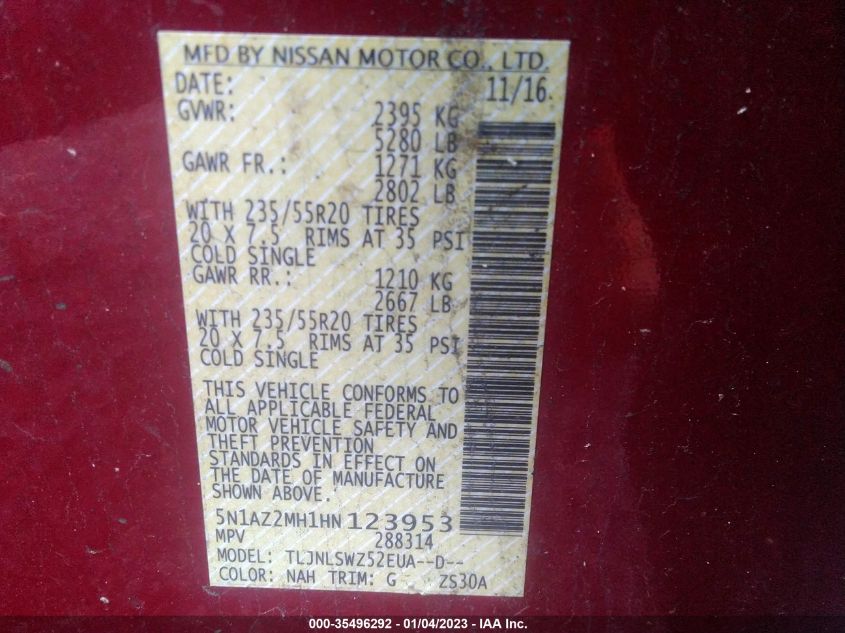 MFD BY NISSAN MOTOR CO., LTD.
DATE: 11/16
GVWR: 2395 KG
5280 LB
GAWR FR.: 1271 KG
2802 LB
WITH 235/55R20 TIRES
20 X 7.5 RIMS AT 35 PSI
COLD SINGLE
GAWR RR.: 1210 KG
2667 LB
WITH 235/55R20 TIRES
20 X 7.5 RIMS AT 35 PSI
COLD SINGLE
THIS VEHICLE CONFORMS TO
ALL APPLICABLE FEDERAL
MOTOR VEHICLE SAFETY AND
THEFT PREVENTION
STANDARDS IN EFFECT ON
THE DATE OF MANUFACTURE
SHOWN ABOVE.
5N1AZ2MH1HN123953
MPV 288314
MODEL: TLJNLSWZ52EUA--D--
COLOR: NAH TRIM: G ZS30A
000-35496292 - 01/04/2023 - IAA Inc.